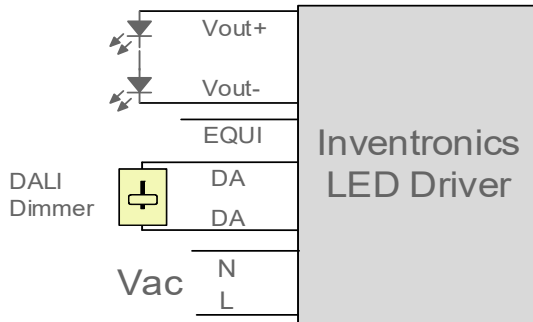 Vout+
Vout-
EQUI
Inventronics
LED Driver
DALI
Dimmer
DA
DA
Vac
N
L